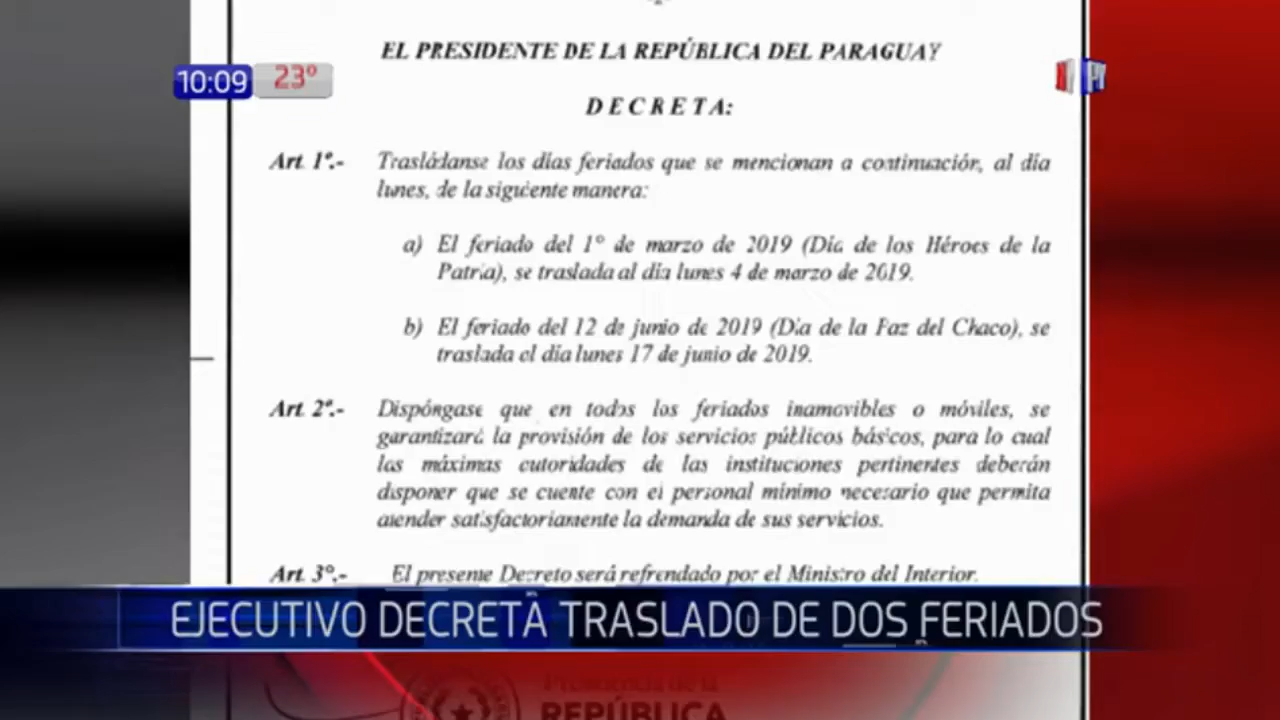 EL PRESIDENTE DE LA REPÚBLICA DEL PARAGUAY
10:09 23°
DECRETA:
Art. 1°.- Trasládanse los días feriados que se mencionan a continuación, al día
lunes, de la siguiente manera:
a) El feriado del 1° de marzo de 2019 (Día de los Héroes de la
Patria), se traslada al día lunes 4 de marzo de 2019.
b) El feriado del 12 de junio de 2019 (Día de la Paz del Chaco), se
traslada al día lunes 17 de junio de 2019.
Art. 2°.- Dispóngase que en todos los feriados inamovibles o móviles, se
garantizará la provisión de los servicios públicos básicos, para lo cual
las máximas autoridades de las instituciones pertinentes deberán
disponer que se cuente con el personal mínimo necesario que permita
atender satisfactoriamente la demanda de sus servicios.
Art. 3°.- El presente Decreto será refrendado por el Ministro del Interior.
EJECUTIVO DECRETA TRASLADO DE DOS FERIADOS
Presidencia de la
REPÚBLICA